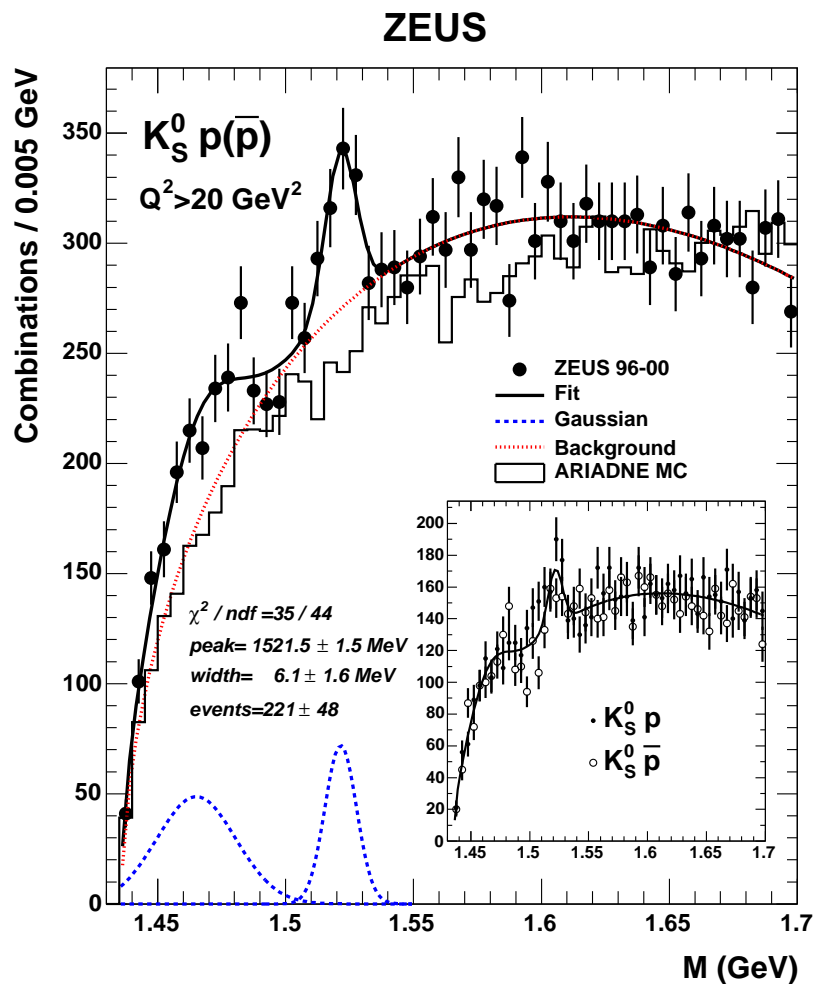 ZEUS
Combinations / 0.005 GeV
350
300
250
200
150
100
50
0
K⁰_S p(p̄)
Q²>20 GeV²
ZEUS 96-00
Fit
Gaussian
Background
ARIADNE MC
χ² / ndf =35 / 44
peak= 1521.5 ± 1.5 MeV
width= 6.1± 1.6 MeV
events=221± 48
200
180
160
140
120
100
80
60
40
20
0
K⁰_S p
K⁰_S p̄
1.45 1.5 1.55 1.6 1.65 1.7
1.45 1.5 1.55 1.6 1.65 1.7
M (GeV)